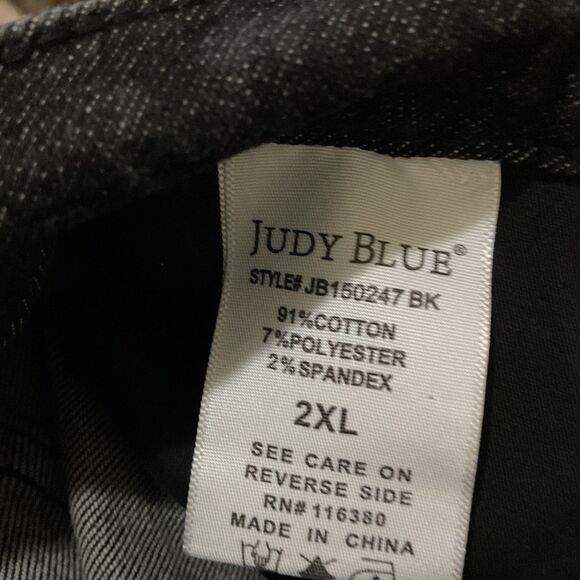 JUDY BLUE®
STYLE# JB150247 BK
91%COTTON
7%POLYESTER
2%SPANDEX
2XL
SEE CARE ON
REVERSE SIDE
RN# 116380
MADE IN CHINA